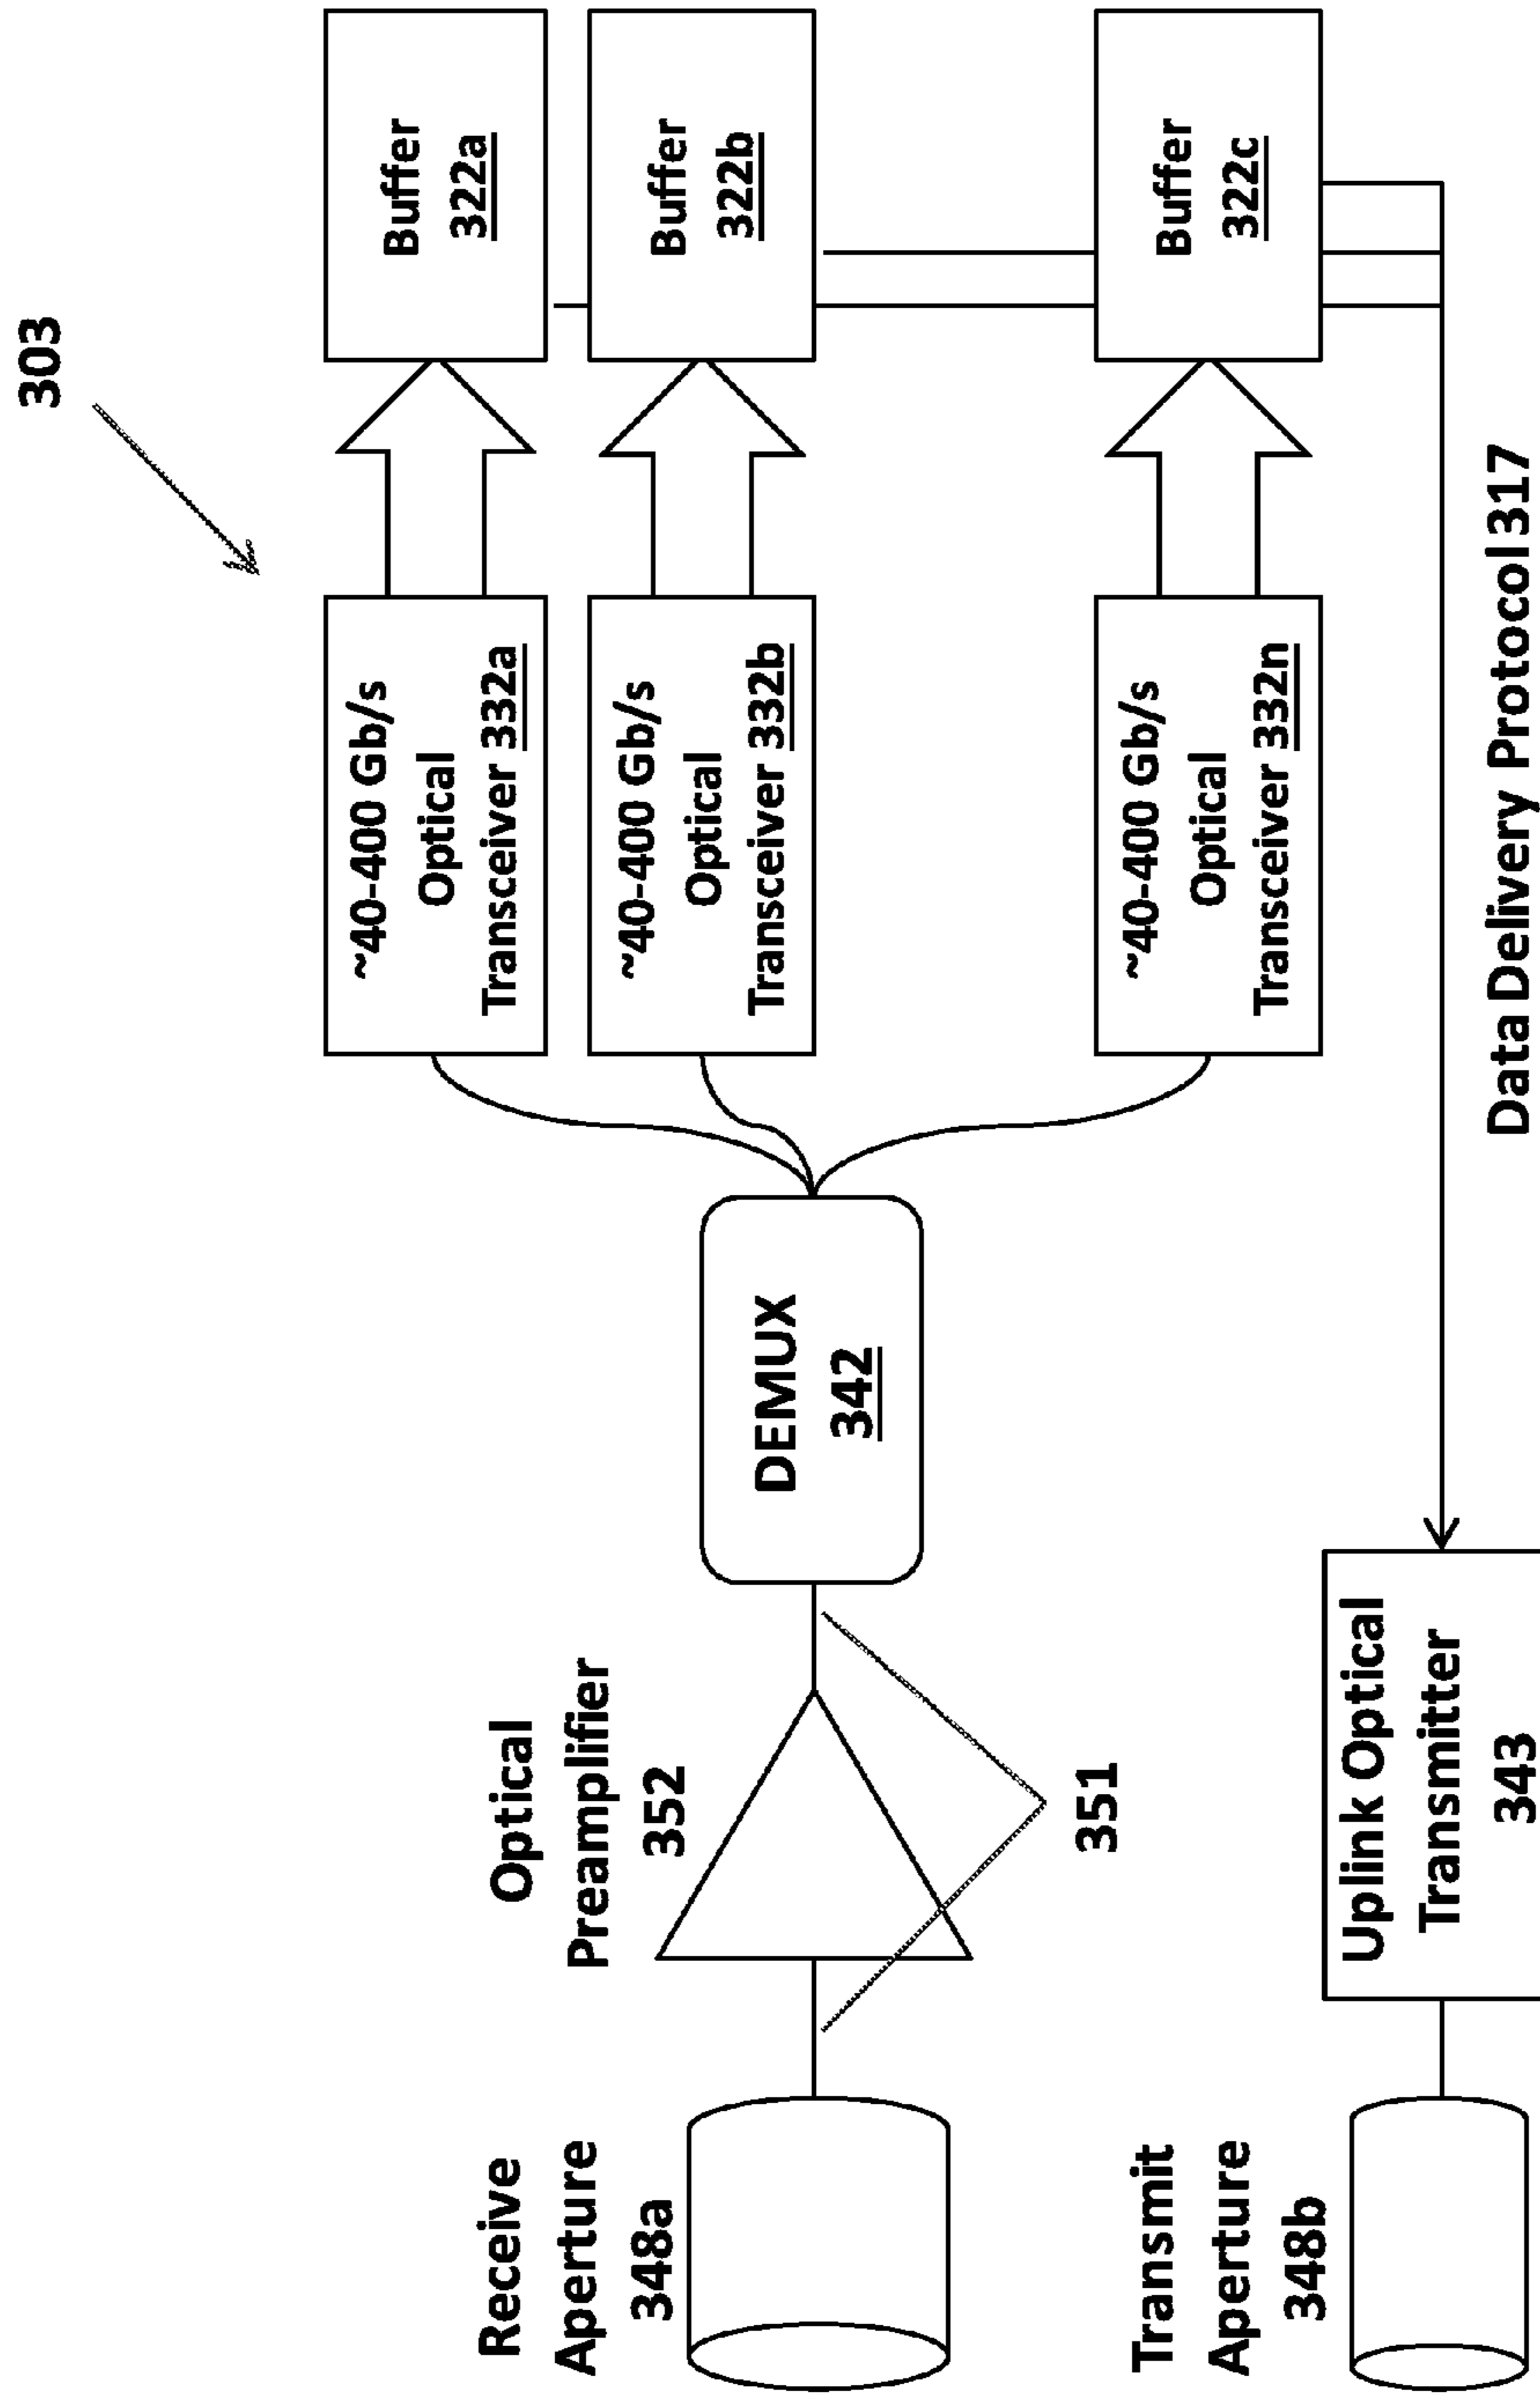 303
Receive
Aperture
348a
Optical
Preamplifier
352
351
DEMUX
342
~40-400 Gb/s
Optical
Transceiver 332a
Buffer
322a
~40-400 Gb/s
Optical
Transceiver 332b
Buffer
322b
~40-400 Gb/s
Optical
Transceiver 332n
Buffer
322c
Transmit
Aperture
348b
Uplink Optical
Transmitter
343
Data Delivery Protocol 317